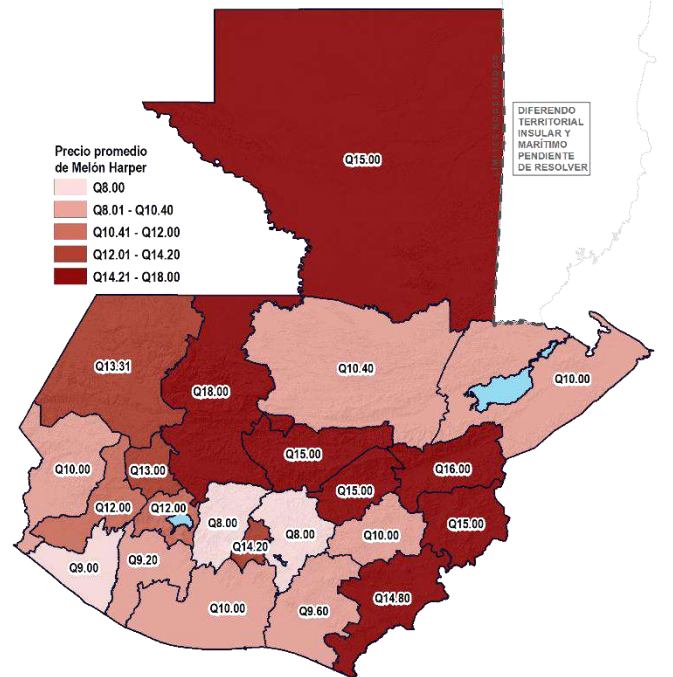 Q15.00
DIFERENDO
TERRITORIAL
INSULAR Y
MARÍTIMO
PENDIENTE
DE RESOLVER
Precio promedio
de Melón Harper
Q8.00
Q8.01 - Q10.40
Q10.41 - Q12.00
Q12.01 - Q14.20
Q14.21 - Q18.00
Q13.31
Q18.00
Q10.40
Q10.00
Q10.00
Q13.00
Q15.00
Q16.00
Q15.00
Q12.00
Q12.00
Q8.00
Q8.00
Q15.00
Q14.20
Q10.00
Q9.00
Q9.20
Q10.00
Q9.60
Q14.80